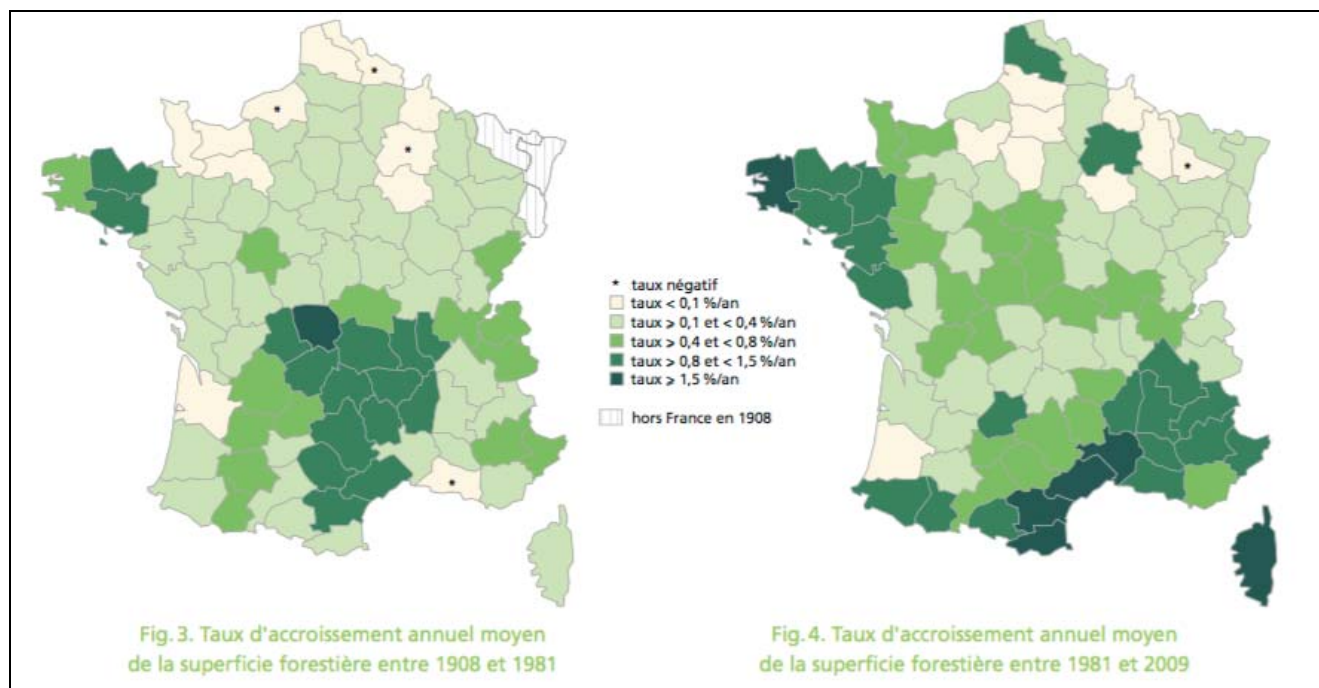 * taux négatif
taux < 0,1 %/an
taux ⩾ 0,1 et < 0,4 %/an
taux ⩾ 0,4 et < 0,8 %/an
taux ⩾ 0,8 et < 1,5 %/an
taux ⩾ 1,5 %/an
hors France en 1908
Fig. 3. Taux d'accroissement annuel moyen
de la superficie forestière entre 1908 et 1981
Fig. 4. Taux d'accroissement annuel moyen
de la superficie forestière entre 1981 et 2009